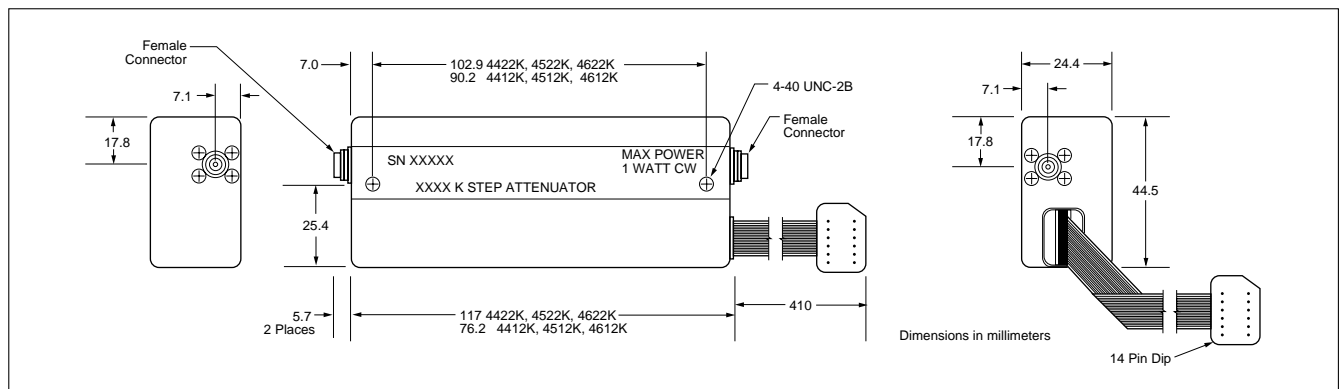 Female
Connector
7.1
17.8
7.0
102.9 4422K, 4522K, 4622K
90.2 4412K, 4512K, 4612K
4-40 UNC-2B
Female
Connector
SN XXXXX
MAX POWER
1 WATT CW
XXXX K STEP ATTENUATOR
25.4
5.7
2 Places
117 4422K, 4522K, 4622K
76.2 4412K, 4512K, 4612K
410
24.4
7.1
17.8
44.5
Dimensions in millimeters
14 Pin Dip